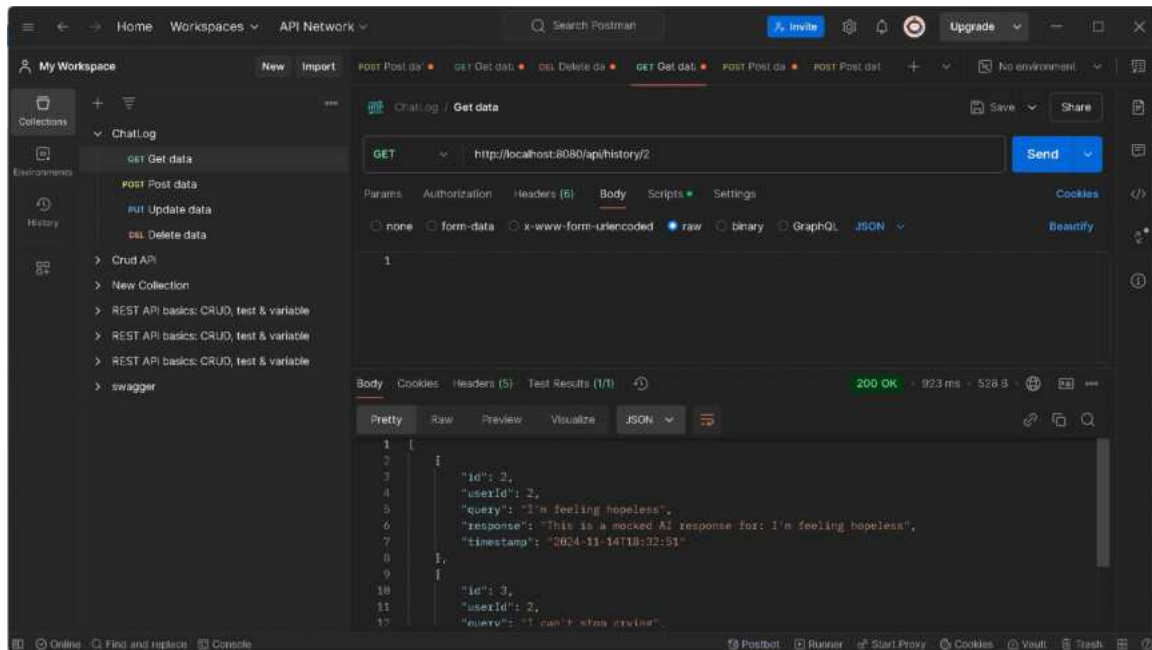 Home Workspaces API Network Search Postman Invite Upgrade
My Workspace New Import POST Post da GET Get dat DEL Delete da GET Get dat POST Post da POST Post dat No environment
Collections
Environments
History
ChatLog
GET Get data
POST Post data
PUT Update data
DEL Delete data
Crud API
New Collection
REST API basics: CRUD, test & variable
REST API basics: CRUD, test & variable
REST API basics: CRUD, test & variable
swagger
HTTP ChatLog / Get data Save Share
GET http://localhost:8080/api/history/2 Send
Params Authorization Headers (6) Body Scripts Settings Cookies
none form-data x-www-form-urlencoded raw binary GraphQL JSON Beautify
1
Body Cookies Headers (5) Test Results (1/1) 200 OK 923 ms 528 B
Pretty Raw Preview Visualize JSON
1 [
2 {
3 "id": 2,
4 "userId": 2,
5 "query": "I'm feeling hopeless",
6 "response": "This is a mocked AI response for: I'm feeling hopeless",
7 "timestamp": "2024-11-14T18:32:51"
8 },
9 {
10 "id": 3,
11 "userId": 2,
12 "query": "I can't stop crying",
Online Find and replace Console Postbot Runner Start Proxy Cookies Vault Trash